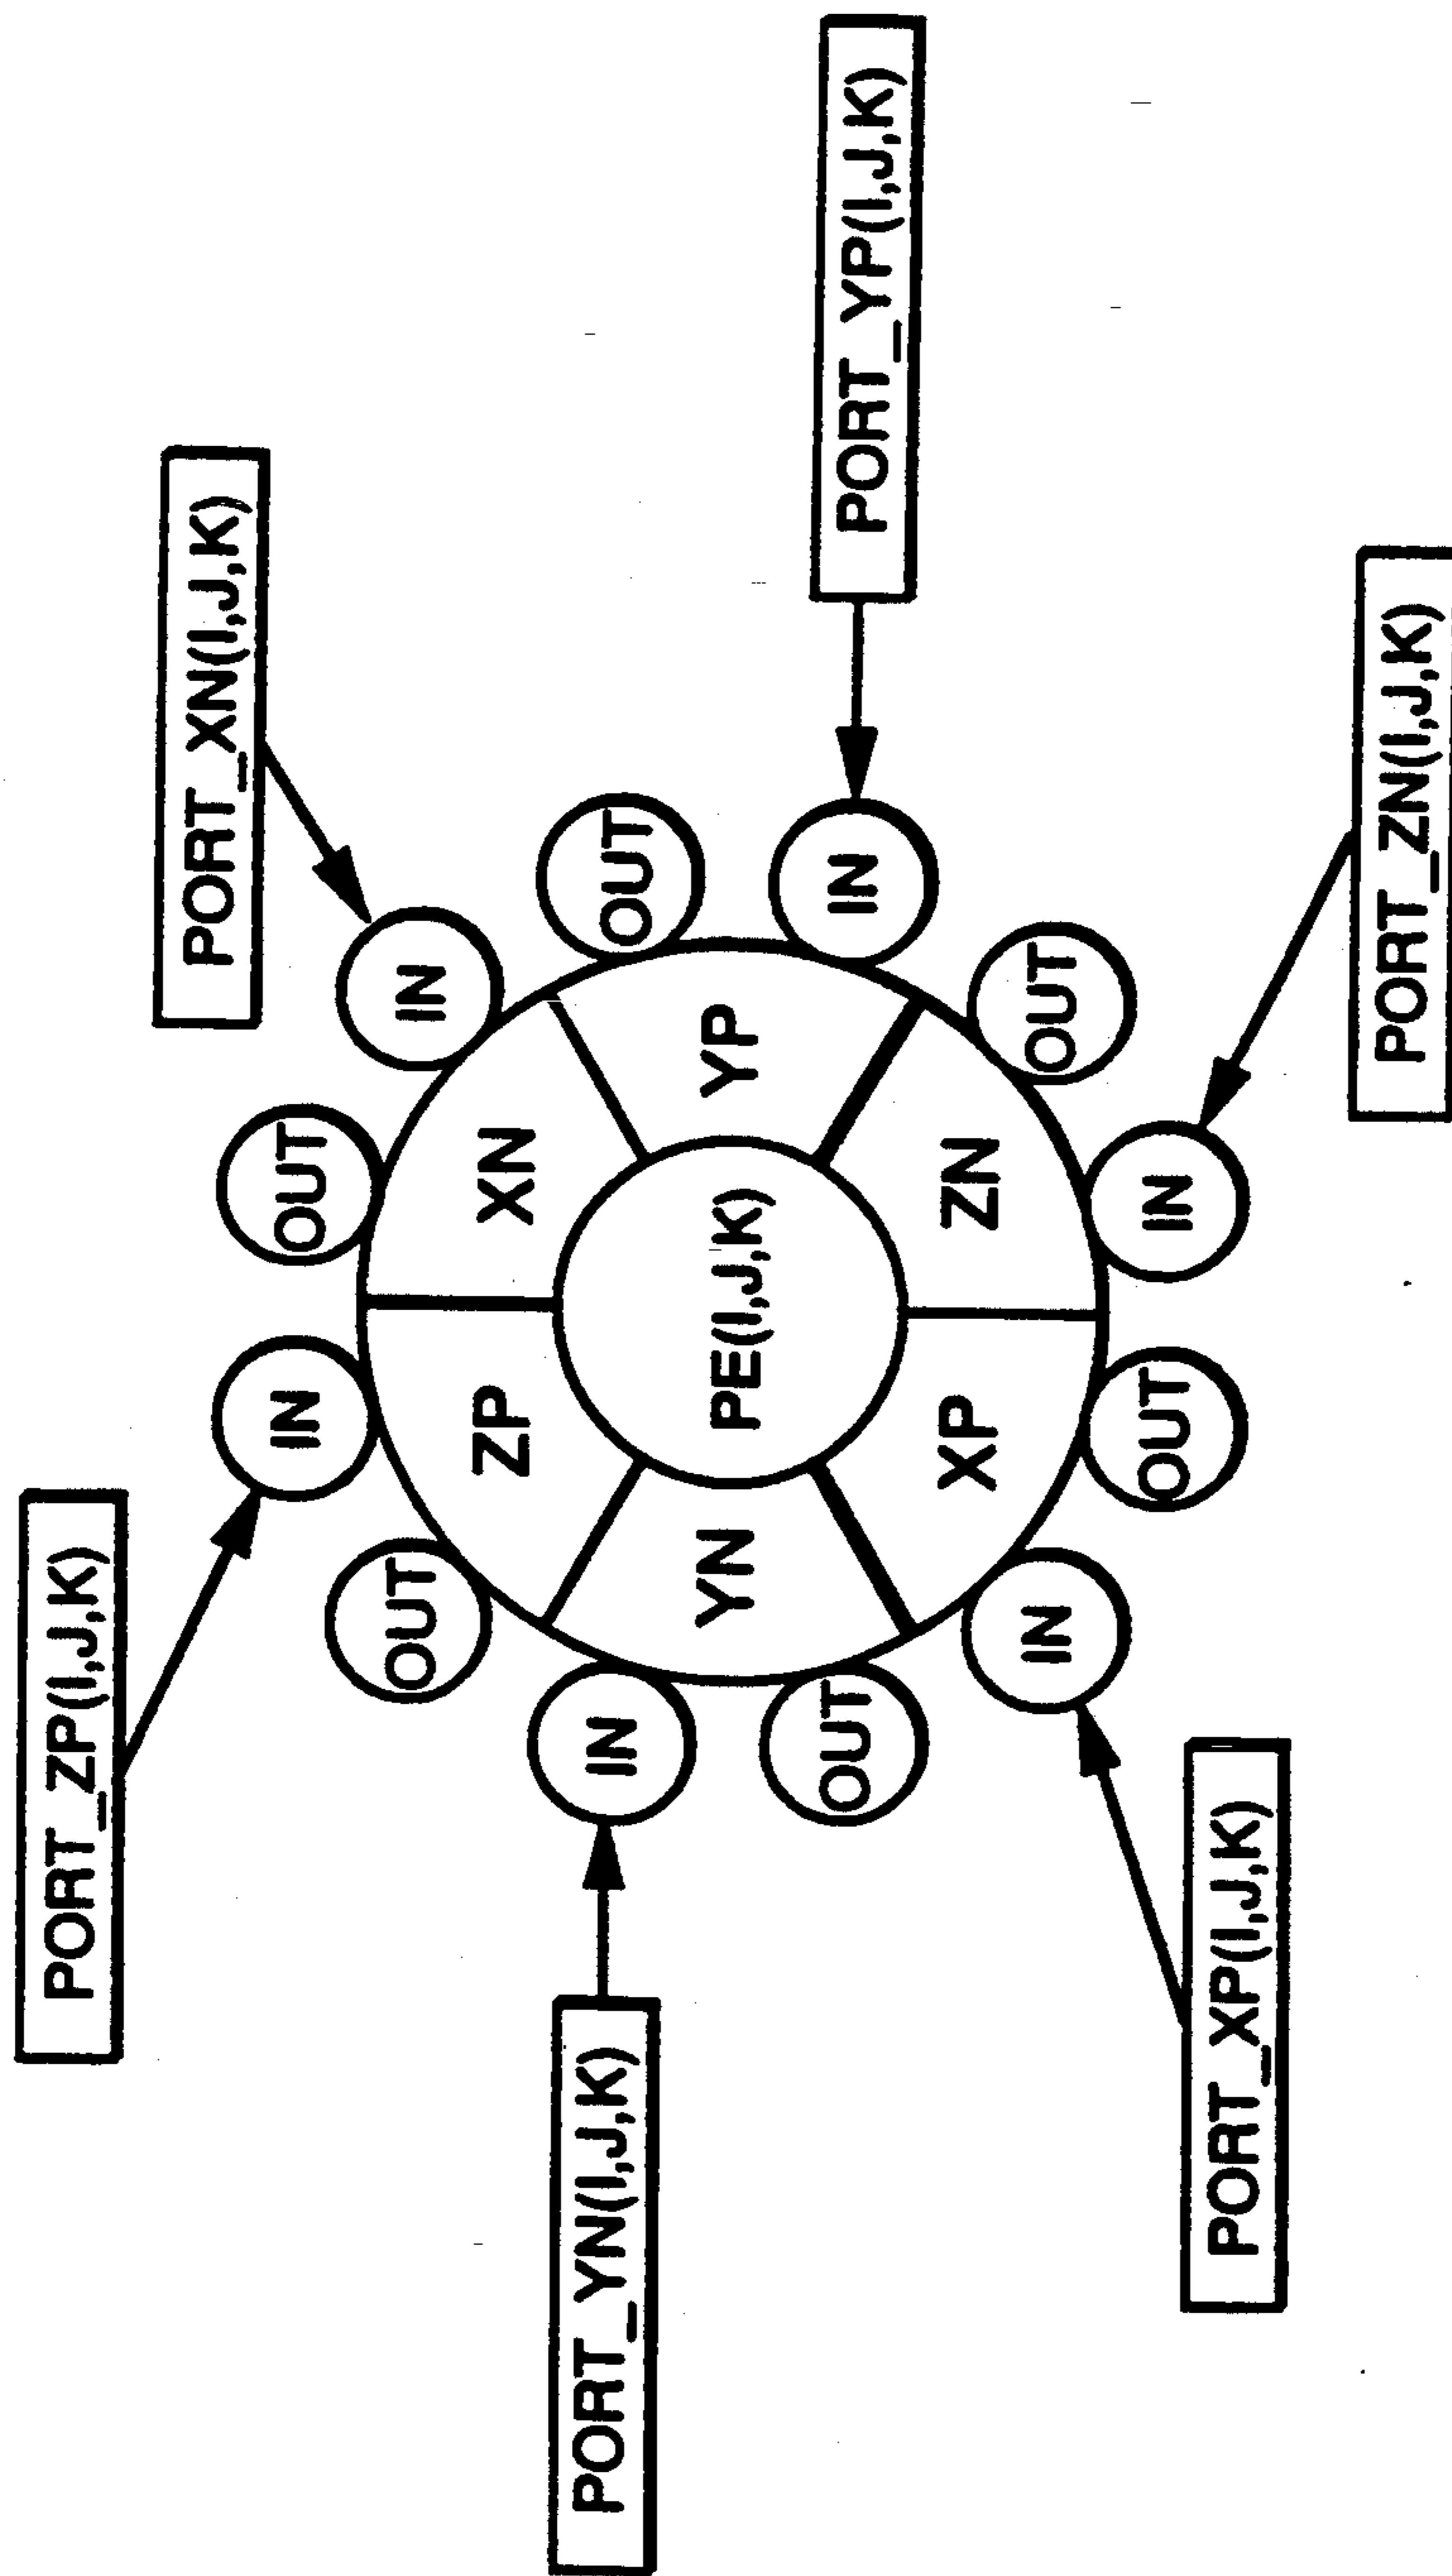 PORT_ZP(I,J,K)
PORT_XN(I,J,K)
IN
OUT
OUT
IN
ZP
XN
PORT_YN(I,J,K)
IN
OUT
YN
PE(I,J,K)
YP
OUT
IN
PORT_YP(I,J,K)
XP
ZN
IN
OUT
OUT
IN
PORT_XP(I,J,K)
PORT_ZN(I,J,K)